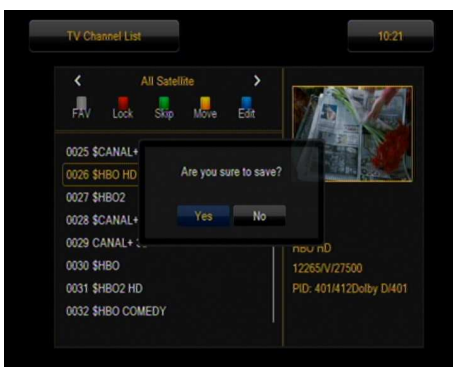 TV Channel List
10:21
All Satellite
FAV Lock Skip Move Edit
0025 $CANAL+
0026 $HBO HD
0027 $HBO2
0028 $CANAL+
0029 CANAL+
0030 $HBO
0031 $HBO2 HD
0032 $HBO COMEDY
Are you sure to save?
Yes No
HBO HD
12265/V/27500
PID: 401/412Dolby D/401